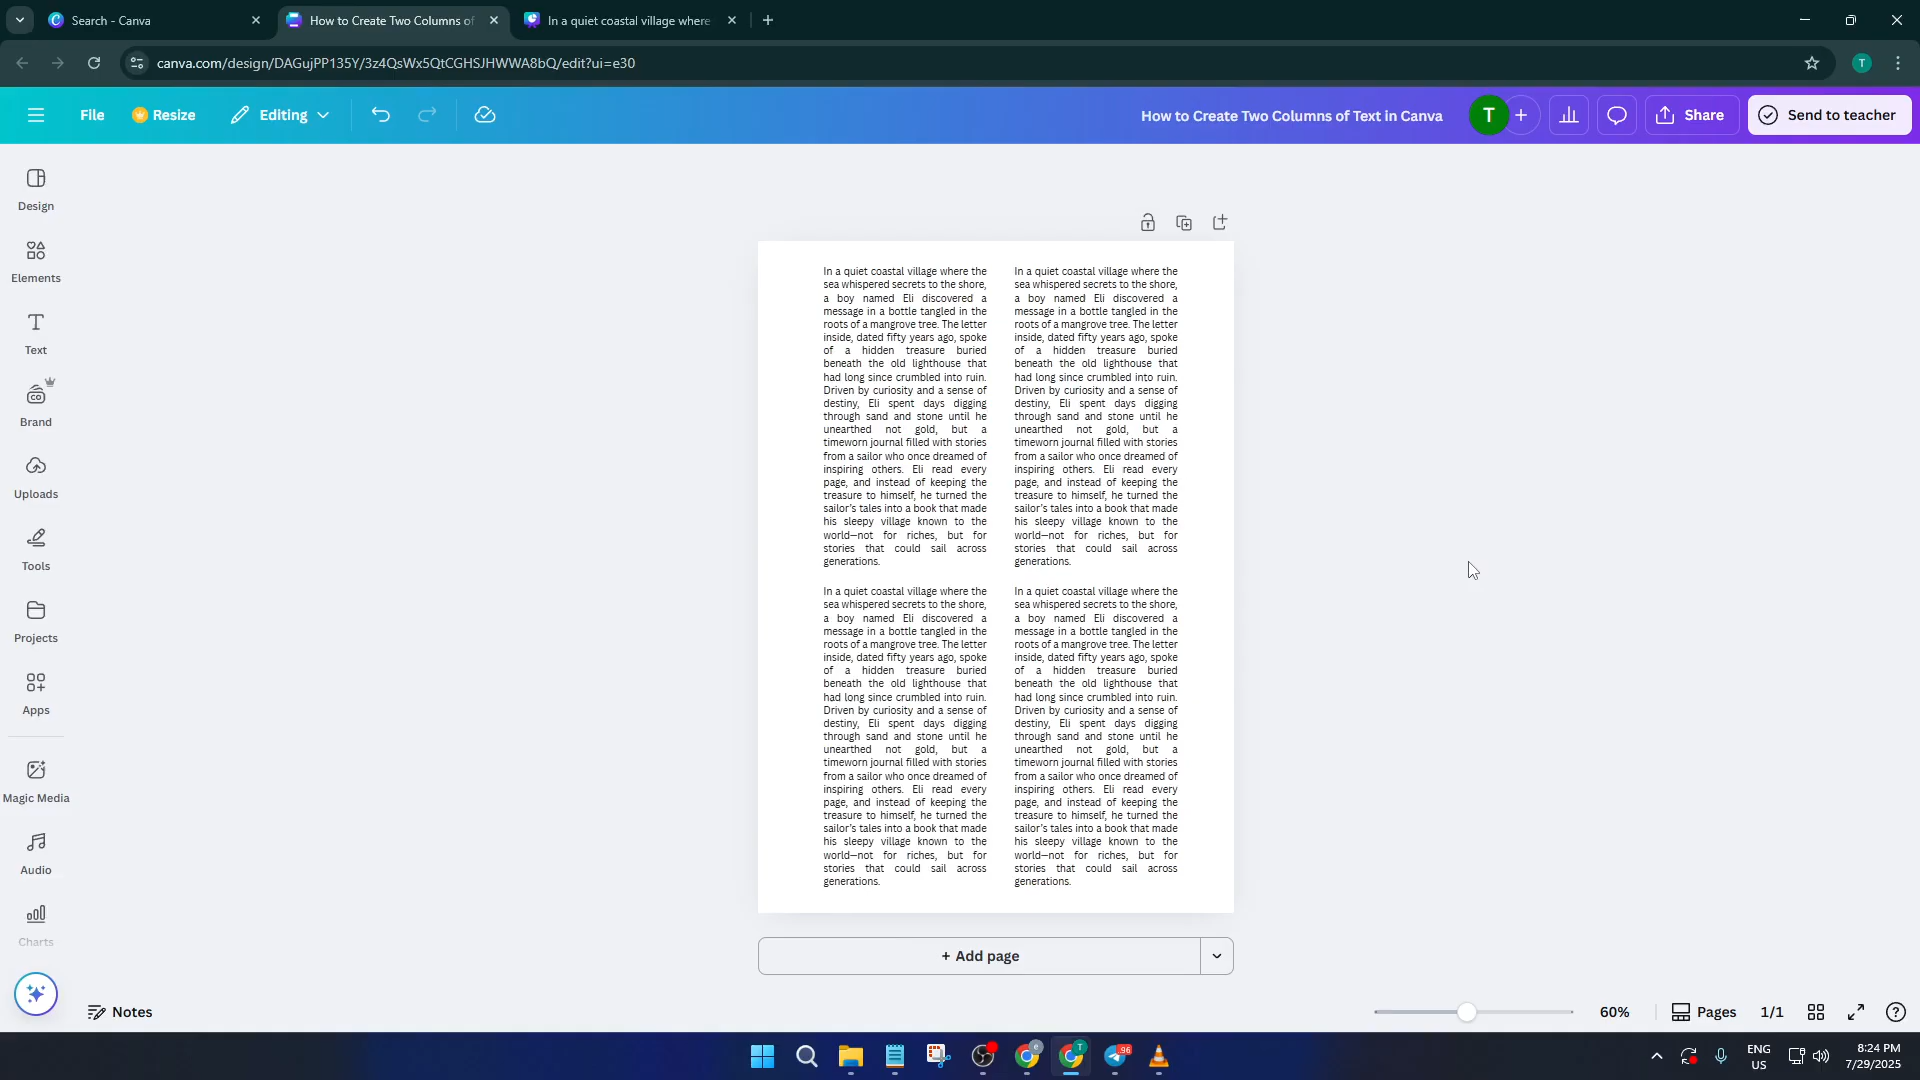 Search - Canva
How to Create Two Columns of
In a quiet coastal village where
canva.com/design/DAGujPP135Y/3z4QsWx5QtCGHSJHWWA8bQ/edit?ui=e30
T
File
Resize
Editing
How to Create Two Columns of Text in Canva
T
Share
Send to teacher
Design
Elements
Text
Brand
Uploads
Tools
Projects
Apps
Magic Media
Audio
Charts
In a quiet coastal village where the
sea whispered secrets to the shore,
a boy named Eli discovered a
message in a bottle tangled in the
roots of a mangrove tree. The letter
inside, dated fifty years ago, spoke
of a hidden treasure buried
beneath the old lighthouse that
had long since crumbled into ruin.
Driven by curiosity and a sense of
destiny, Eli spent days digging
through sand and stone until he
unearthed not gold, but a
timeworn journal filled with stories
from a sailor who once dreamed of
inspiring others. Eli read every
page, and instead of keeping the
treasure to himself, he turned the
sailor's tales into a book that made
his sleepy village known to the
world—not for riches, but for
stories that could sail across
generations.
In a quiet coastal village where the
sea whispered secrets to the shore,
a boy named Eli discovered a
message in a bottle tangled in the
roots of a mangrove tree. The letter
inside, dated fifty years ago, spoke
of a hidden treasure buried
beneath the old lighthouse that
had long since crumbled into ruin.
Driven by curiosity and a sense of
destiny, Eli spent days digging
through sand and stone until he
unearthed not gold, but a
timeworn journal filled with stories
from a sailor who once dreamed of
inspiring others. Eli read every
page, and instead of keeping the
treasure to himself, he turned the
sailor's tales into a book that made
his sleepy village known to the
world—not for riches, but for
stories that could sail across
generations.
In a quiet coastal village where the
sea whispered secrets to the shore,
a boy named Eli discovered a
message in a bottle tangled in the
roots of a mangrove tree. The letter
inside, dated fifty years ago, spoke
of a hidden treasure buried
beneath the old lighthouse that
had long since crumbled into ruin.
Driven by curiosity and a sense of
destiny, Eli spent days digging
through sand and stone until he
unearthed not gold, but a
timeworn journal filled with stories
from a sailor who once dreamed of
inspiring others. Eli read every
page, and instead of keeping the
treasure to himself, he turned the
sailor's tales into a book that made
his sleepy village known to the
world—not for riches, but for
stories that could sail across
generations.
In a quiet coastal village where the
sea whispered secrets to the shore,
a boy named Eli discovered a
message in a bottle tangled in the
roots of a mangrove tree. The letter
inside, dated fifty years ago, spoke
of a hidden treasure buried
beneath the old lighthouse that
had long since crumbled into ruin.
Driven by curiosity and a sense of
destiny, Eli spent days digging
through sand and stone until he
unearthed not gold, but a
timeworn journal filled with stories
from a sailor who once dreamed of
inspiring others. Eli read every
page, and instead of keeping the
treasure to himself, he turned the
sailor's tales into a book that made
his sleepy village known to the
world—not for riches, but for
stories that could sail across
generations.
+ Add page
Notes
60%
Pages
1/1
96
ENG
US
8:24 PM
7/29/2025